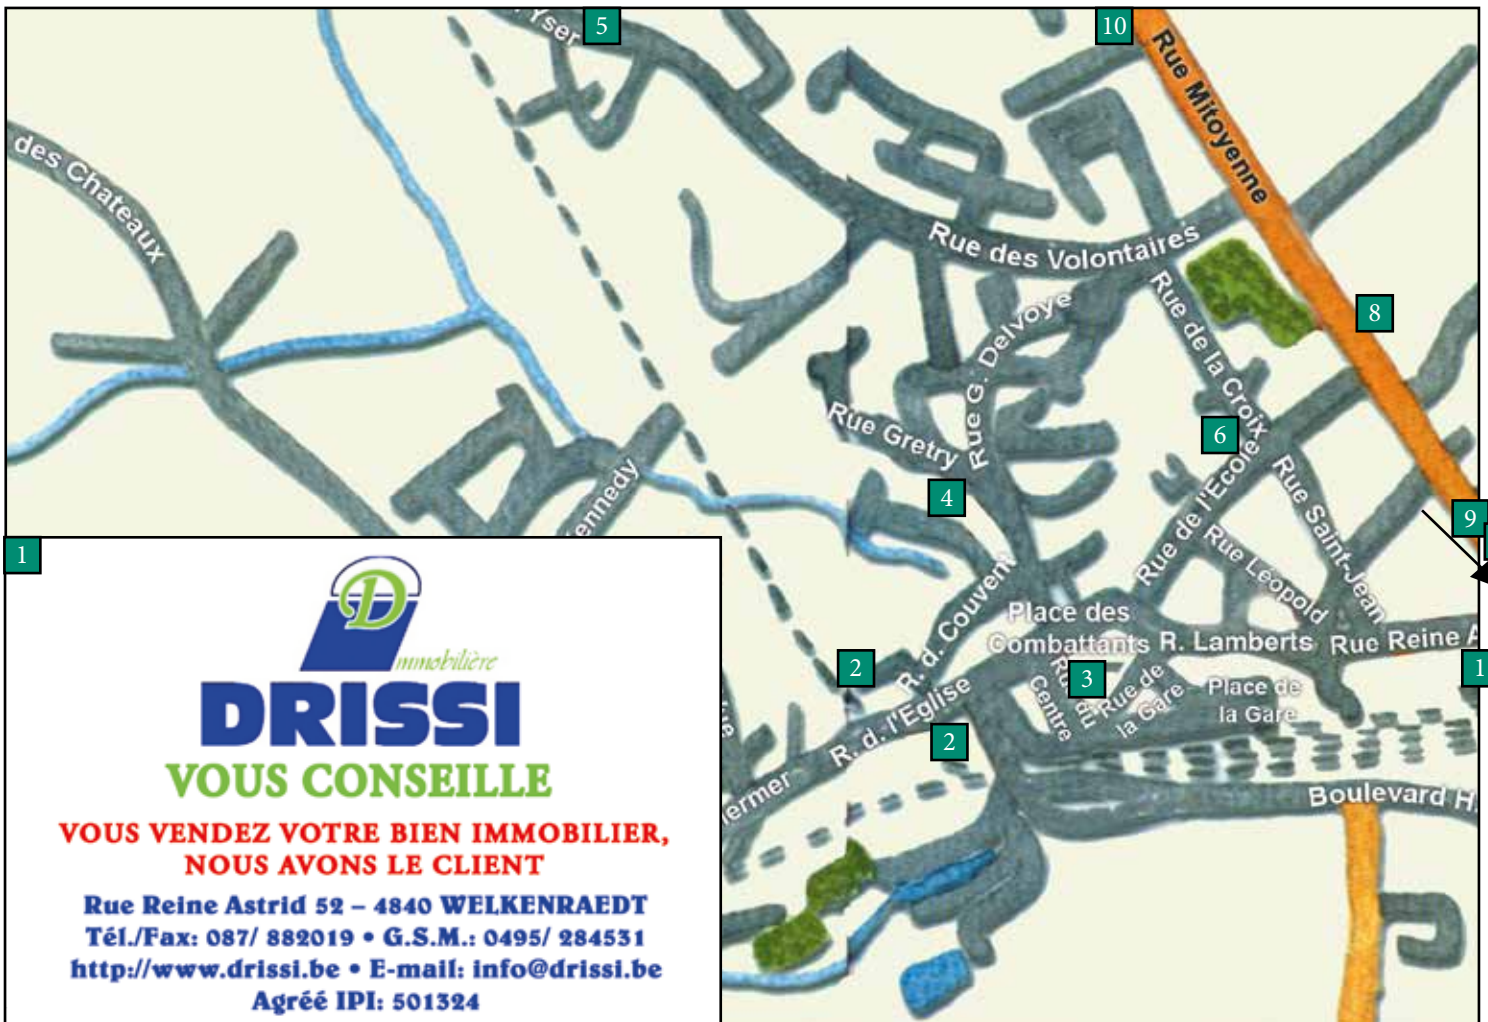 Yser
5
10
Rue Mitoyenne
des Chateaux
Rue des Volontaires
8
Rue G. Delvoye
Rue de la Croix
Rue Gretry
6
4
Rue de l'Ecole
Rue Saint-Jean
9
Kennedy
1
Rue Léopold
R. d. Couvent
Place des
Combattants
R. Lamberts
Rue Reine A
2
3
1
R. d. l'Eglise
Rue du
Centre
Rue de
la Gare
Place de
la Gare
2
Boulevard H.
D
Immobilière
DRISSI
VOUS CONSEILLE
VOUS VENDEZ VOTRE BIEN IMMOBILIER,
NOUS AVONS LE CLIENT
Rue Reine Astrid 52 – 4840 WELKENRAEDT
Tél./Fax: 087/ 882019 • G.S.M.: 0495/ 284531
http://www.drissi.be • E-mail: info@drissi.be
Agréé IPI: 501324